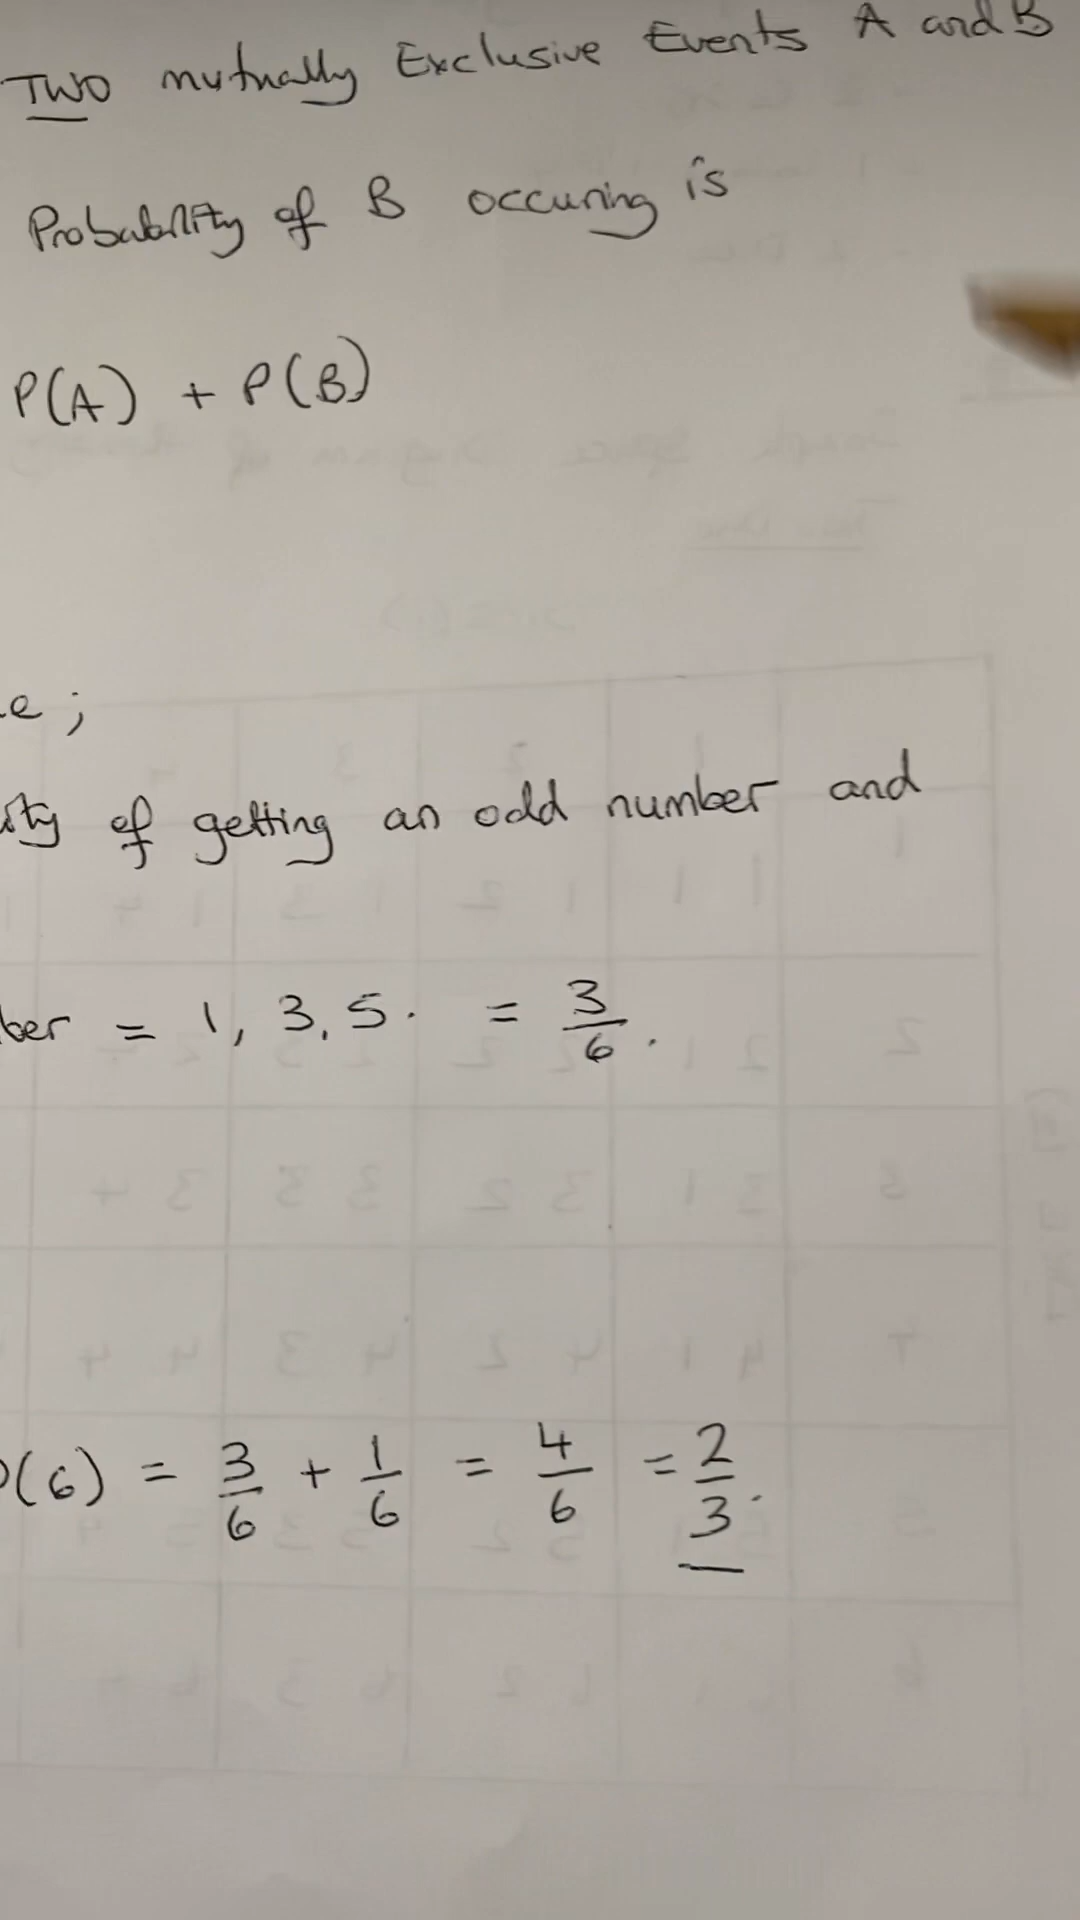 TWO mutually Exclusive Events A and B
Probability of B occuring is
P(A) + P(B)
e;
ity of getting an odd number and
ber = 1, 3, 5. = 3/6.
P(6) = 3/6 + 1/6 = 4/6 = 2/3.